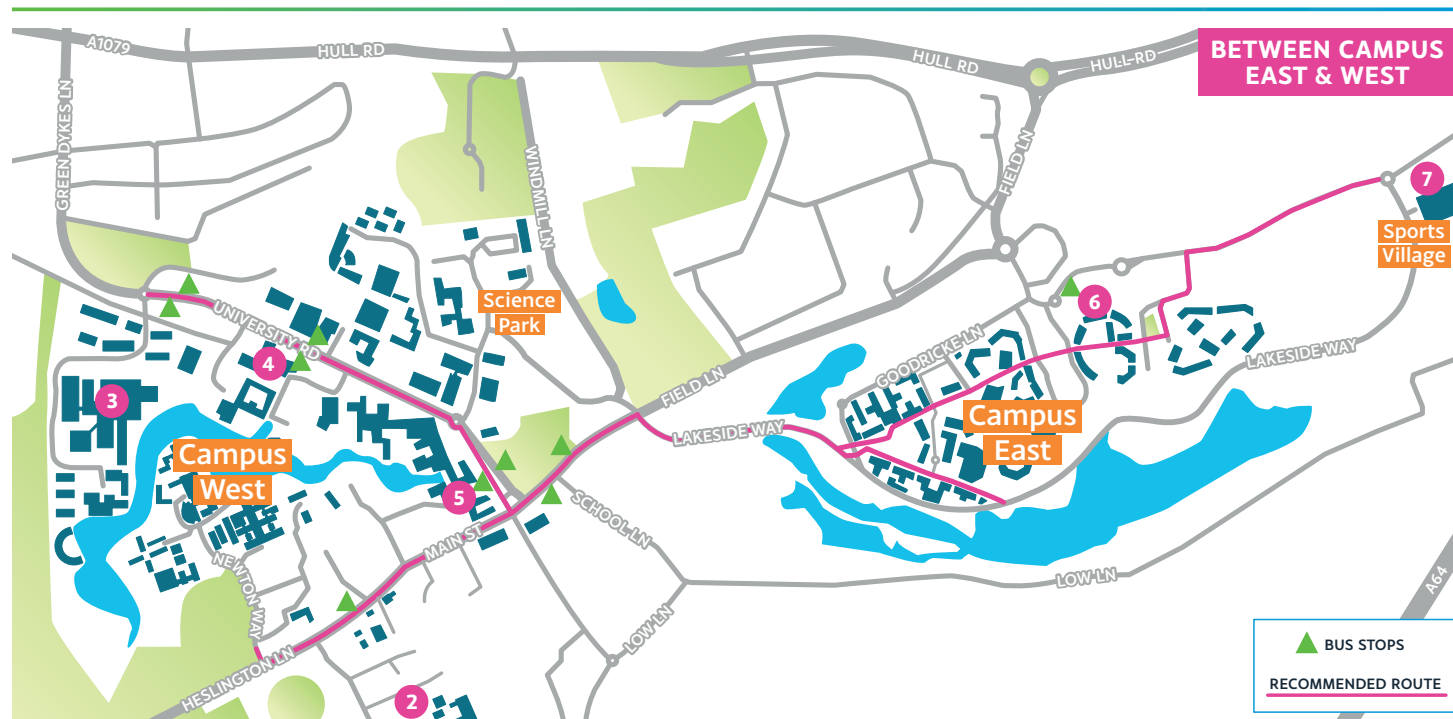 A1079
HULL RD
HULL RD
HULL-RD
BETWEEN CAMPUS
EAST & WEST
GREEN DYKES LN
WINDMILL LN
FIELD LN
7
Sports
Village
6
Science
Park
UNIVERSITY RD
4
3
FIELD LN
GOODRICKE LN
LAKESIDE WAY
LAKESIDE WAY
Campus
East
Campus
West
5
SCHOOL LN
MAIN ST
NEWTON WAY
LOW LN
LOW LN
A64
HESLINGTON LN
2
BUS STOPS
RECOMMENDED ROUTE